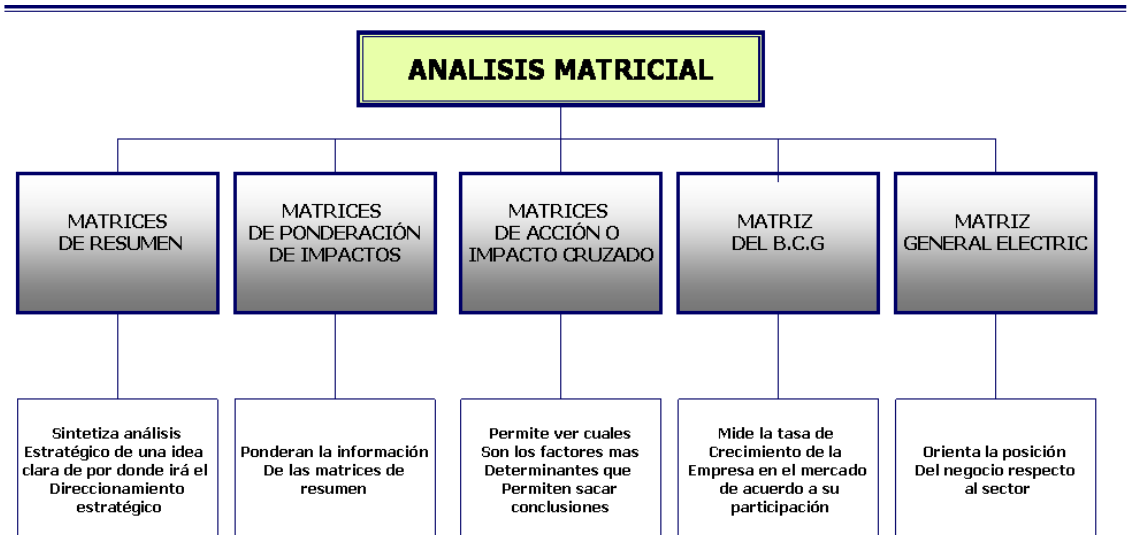 ANALISIS MATRICIAL
MATRICES
DE RESUMEN
MATRICES
DE PONDERACIÓN
DE IMPACTOS
MATRICES
DE ACCIÓN O
IMPACTO CRUZADO
MATRIZ
DEL B.C.G
MATRIZ
GENERAL ELECTRIC
Sintetiza análisis
Estratégico de una idea
clara de por donde irá el
Direccionamiento
estratégico
Ponderan la información
De las matrices de
resumen
Permite ver cuales
Son los factores mas
Determinantes que
Permiten sacar
conclusiones
Mide la tasa de
Crecimiento de la
Empresa en el mercado
de acuerdo a su
participación
Orienta la posición
Del negocio respecto
al sector